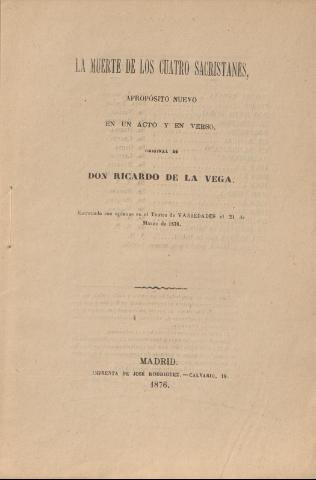 LA MUERTE DE LOS CUATRO SACRISTANES,
APROPÓSITO NUEVO
EN UN ACTO Y EN VERSO,
ORIGINAL DE
DON RICARDO DE LA VEGA.
Estrenado con aplauso en el Teatro de VARIEDADES el 21 de
Marzo de 1876.
MADRID.
IMPRENTA DE JOSÉ RODRIGUEZ.—CALVARIO, 18.
1876.